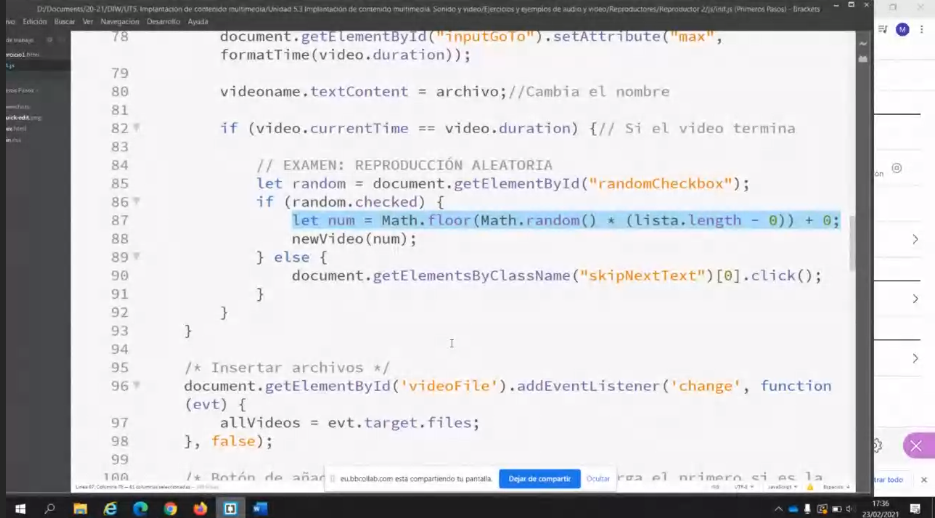 D:/Documents/20-21/DIW/UT5. Implantación de contenido multimedia/Unidad 5.3 Implantación de contenido multimedia. Sonido y video/Ejercicios y ejemplos de audio y video/Reproductores/Reproductor 2/js/list.js (Primeros Pasos) - Brackets
Edición Buscar Ver Navegación Desarrollo Ayuda
78 document.getElementById("inputGoTo").setAttribute("max",
formatTime(video.duration));
79
80 videoname.textContent = archivo;//Cambia el nombre
81
82 if (video.currentTime == video.duration) {// Si el video termina
83
84 // EXAMEN: REPRODUCCIÓN ALEATORIA
85 let random = document.getElementById("randomCheckbox");
86 if (random.checked) {
87 let num = Math.floor(Math.random() * (lista.length - 0)) + 0;
88 newVideo(num);
89 } else {
90 document.getElementsByClassName("skipNextText")[0].click();
91 }
92 }
93 }
94
95 /* Insertar archivos */
96 document.getElementById('videoFile').addEventListener('change', function
(evt) {
97 allVideos = evt.target.files;
98 }, false);
99
100 /* Botón de añad
rga el primero si es la
eu.bbcollab.com está compartiendo tu pantalla. Dejar de compartir Ocultar
UTF-8 JavaScript Espacios
M
17:36
23/02/2021